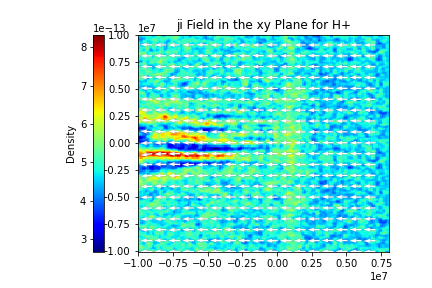 ji Field in the xy Plane for H+
1e−13
1e7
8
7
6
5
4
3
Density
1.00
0.75
0.50
0.25
0.00
-0.25
-0.50
-0.75
-1.00
−1.00 −0.75 −0.50 −0.25 0.00 0.25 0.50 0.75
1e7